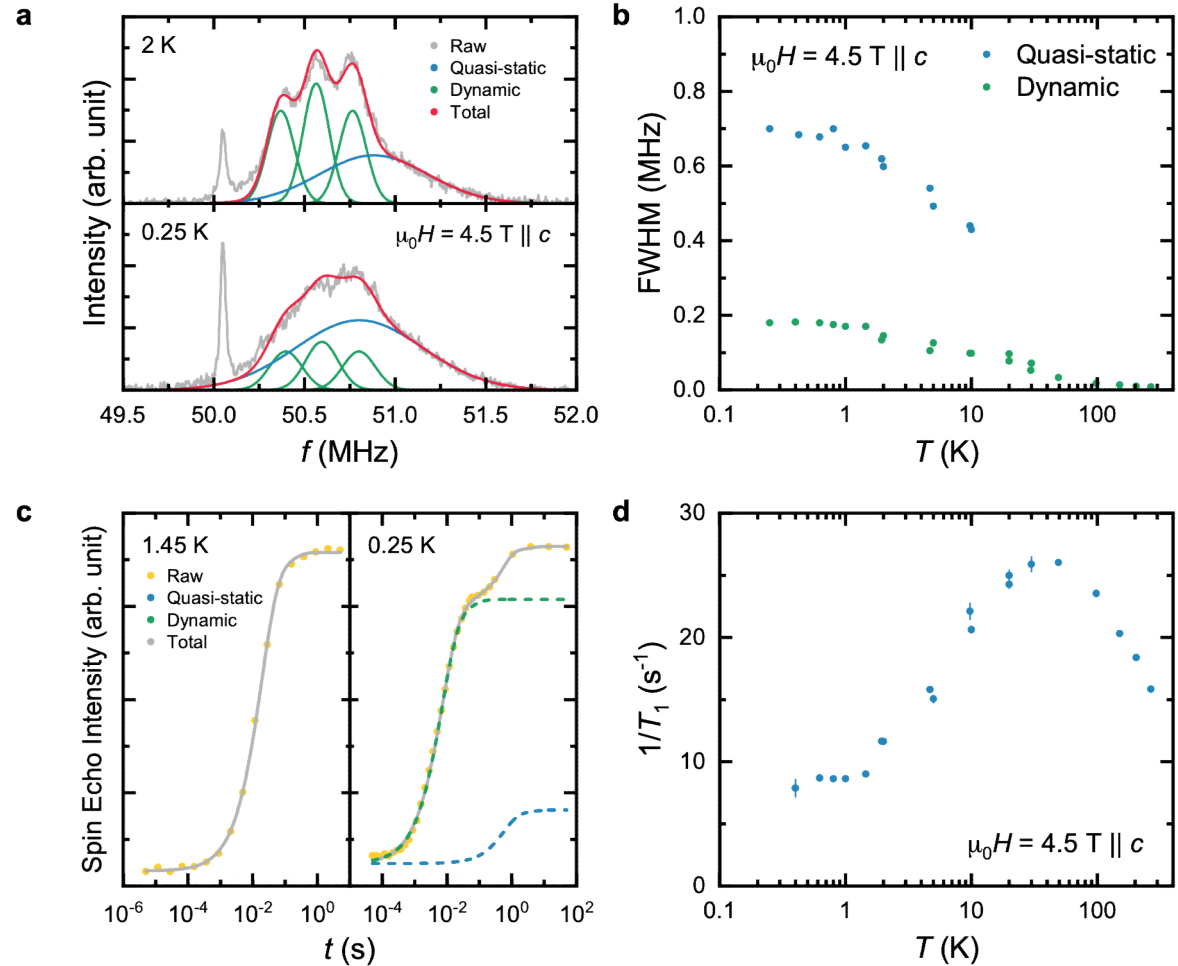 a
2 K
Raw
Quasi-static
Dynamic
Total
0.25 K
μ₀H = 4.5 T || c
Intensity (arb. unit)
49.5 50.0 50.5 51.0 51.5 52.0
f (MHz)
b
μ₀H = 4.5 T || c
Quasi-static
Dynamic
FWHM (MHz)
1.0
0.8
0.6
0.4
0.2
0.0
0.1 1 10 100
T (K)
c
1.45 K
Raw
Quasi-static
Dynamic
Total
0.25 K
Spin Echo Intensity (arb. unit)
10⁻⁶ 10⁻⁴ 10⁻² 10⁰ 10⁻⁴ 10⁻² 10⁰ 10²
t (s)
d
30
20
10
0
1/T₁ (s⁻¹)
μ₀H = 4.5 T || c
0.1 1 10 100
T (K)